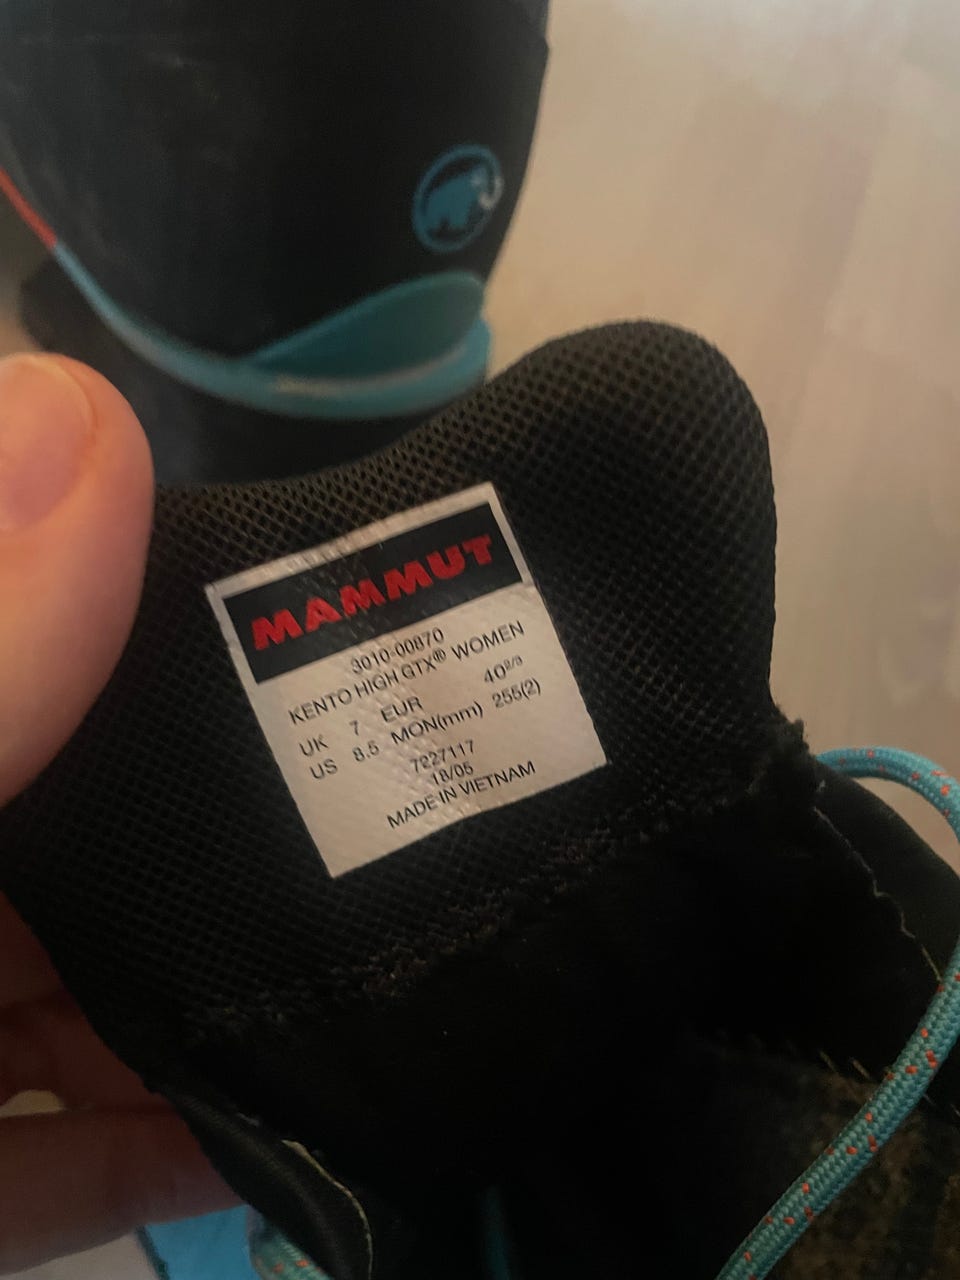 MAMMUT
3010-00870
KENTO HIGH GTX® WOMEN
UK 7 EUR 40²/³
US 8.5 MON(mm) 255(2)
7227117
18/05
MADE IN VIETNAM